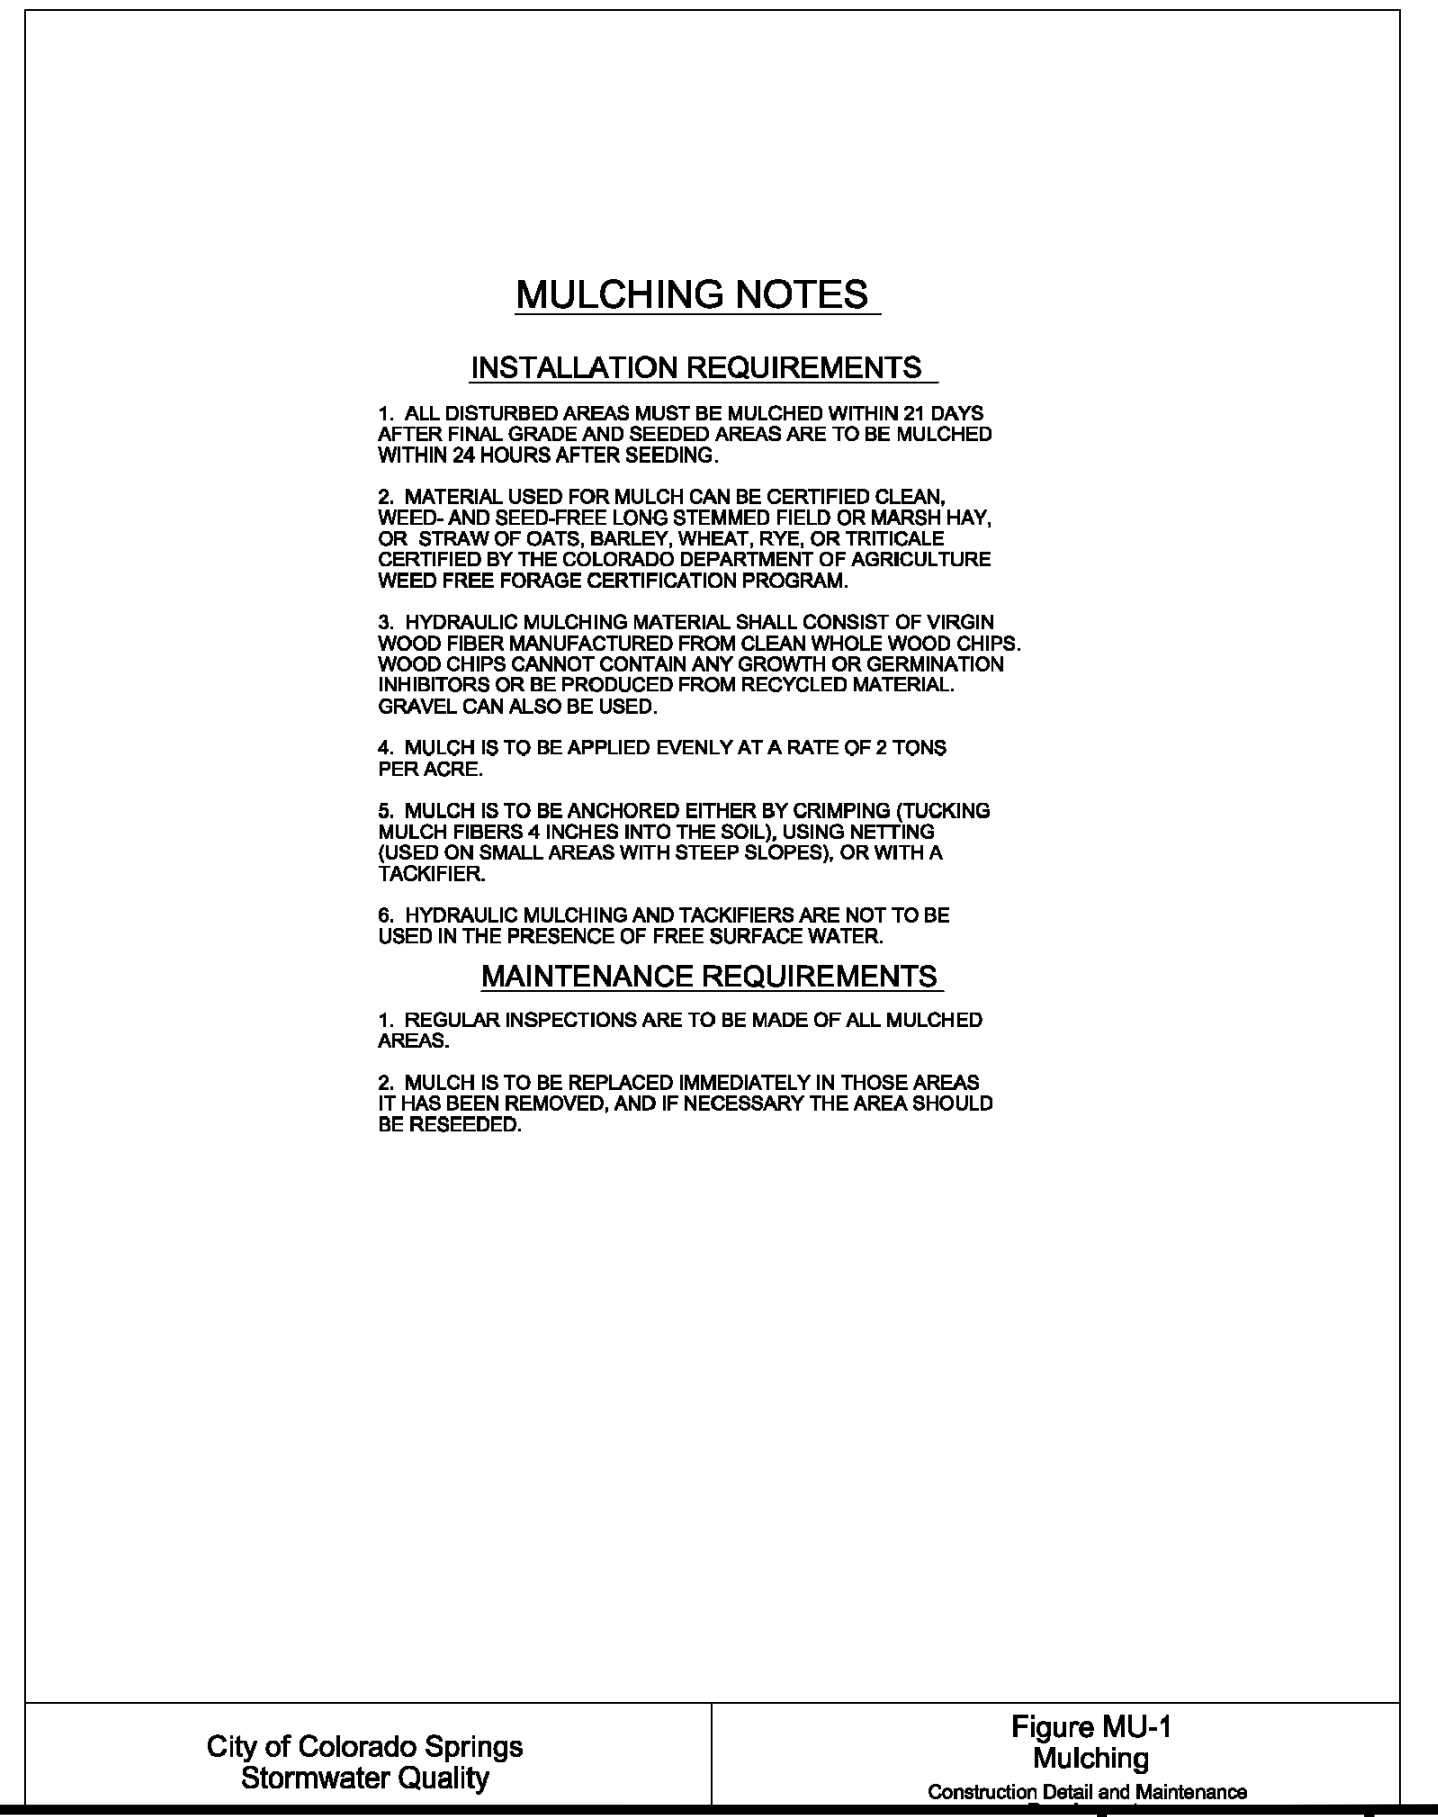 MULCHING NOTES
INSTALLATION REQUIREMENTS
1. ALL DISTURBED AREAS MUST BE MULCHED WITHIN 21 DAYS
AFTER FINAL GRADE AND SEEDED AREAS ARE TO BE MULCHED
WITHIN 24 HOURS AFTER SEEDING.
2. MATERIAL USED FOR MULCH CAN BE CERTIFIED CLEAN,
WEED- AND SEED-FREE LONG STEMMED FIELD OR MARSH HAY,
OR STRAW OF OATS, BARLEY, WHEAT, RYE, OR TRITICALE
CERTIFIED BY THE COLORADO DEPARTMENT OF AGRICULTURE
WEED FREE FORAGE CERTIFICATION PROGRAM.
3. HYDRAULIC MULCHING MATERIAL SHALL CONSIST OF VIRGIN
WOOD FIBER MANUFACTURED FROM CLEAN WHOLE WOOD CHIPS.
WOOD CHIPS CANNOT CONTAIN ANY GROWTH OR GERMINATION
INHIBITORS OR BE PRODUCED FROM RECYCLED MATERIAL.
GRAVEL CAN ALSO BE USED.
4. MULCH IS TO BE APPLIED EVENLY AT A RATE OF 2 TONS
PER ACRE.
5. MULCH IS TO BE ANCHORED EITHER BY CRIMPING (TUCKING
MULCH FIBERS 4 INCHES INTO THE SOIL), USING NETTING
(USED ON SMALL AREAS WITH STEEP SLOPES), OR WITH A
TACKIFIER.
6. HYDRAULIC MULCHING AND TACKIFIERS ARE NOT TO BE
USED IN THE PRESENCE OF FREE SURFACE WATER.
MAINTENANCE REQUIREMENTS
1. REGULAR INSPECTIONS ARE TO BE MADE OF ALL MULCHED
AREAS.
2. MULCH IS TO BE REPLACED IMMEDIATELY IN THOSE AREAS
IT HAS BEEN REMOVED, AND IF NECESSARY THE AREA SHOULD
BE RESEEDED.
City of Colorado Springs
Stormwater Quality
Figure MU-1
Mulching
Construction Detail and Maintenance